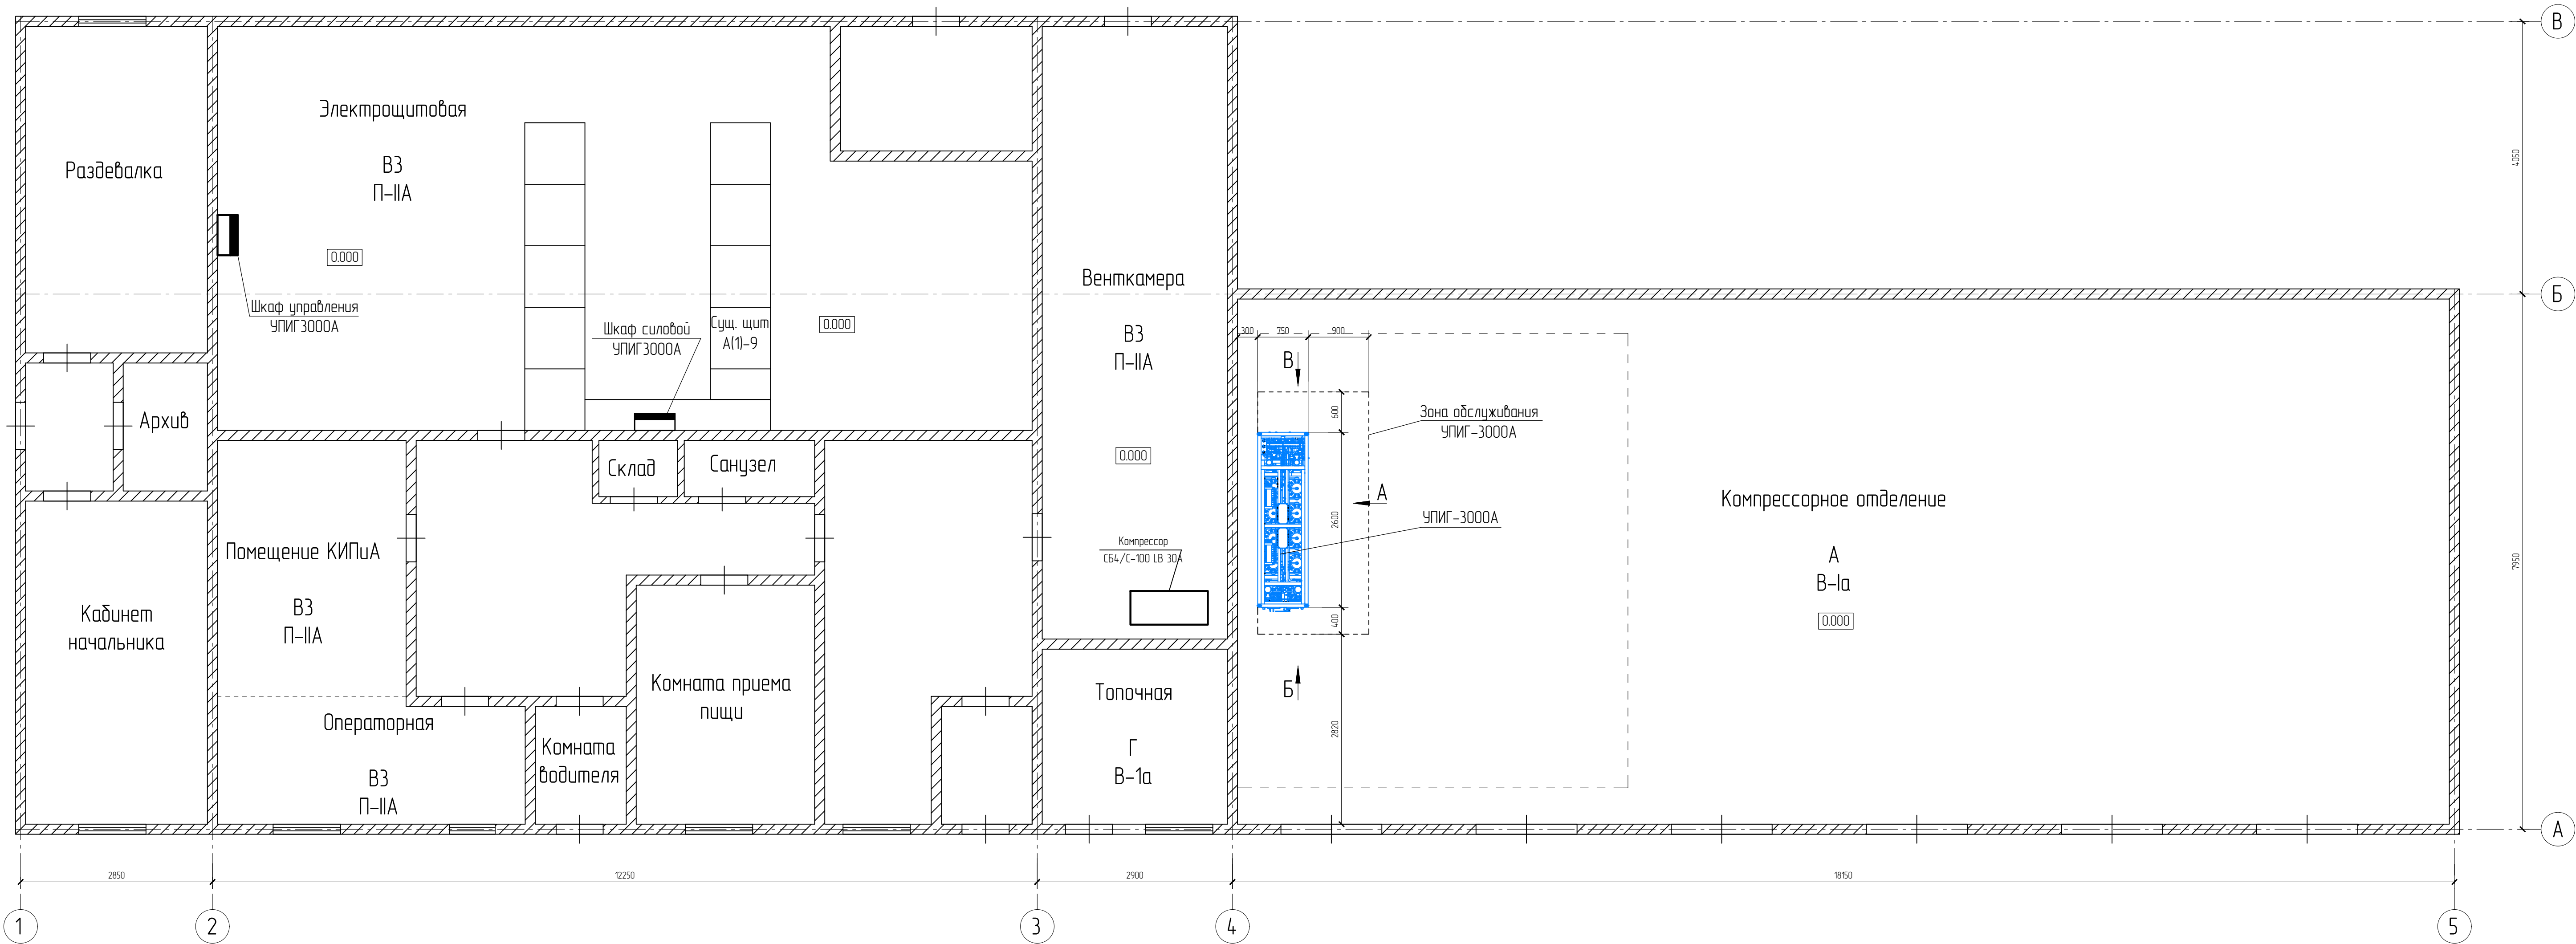 В
Электрощитовая
В3
П-IIА
0.000
Раздевалка
4050
Шкаф управления
УПИГ3000А
Шкаф силовой
УПИГ3000А
Сущ. щит
А(1)-9
0.000
Венткамера
В3
П-IIА
0.000
Б
300
750
900
В
600
Зона обслуживания
УПИГ-3000А
А
2600
УПИГ-3000А
400
Б
2820
Компрессорное отделение
А
В-Iа
0.000
7950
Архив
Склад
Санузел
Помещение КИПиА
В3
П-IIА
Компрессор
СБ4/С-100 LB 30А
Кабинет
начальника
Операторная
В3
П-IIА
Комната
водителя
Комната приема
пищи
Топочная
Г
В-1а
А
2850
12250
2900
18150
1
2
3
4
5